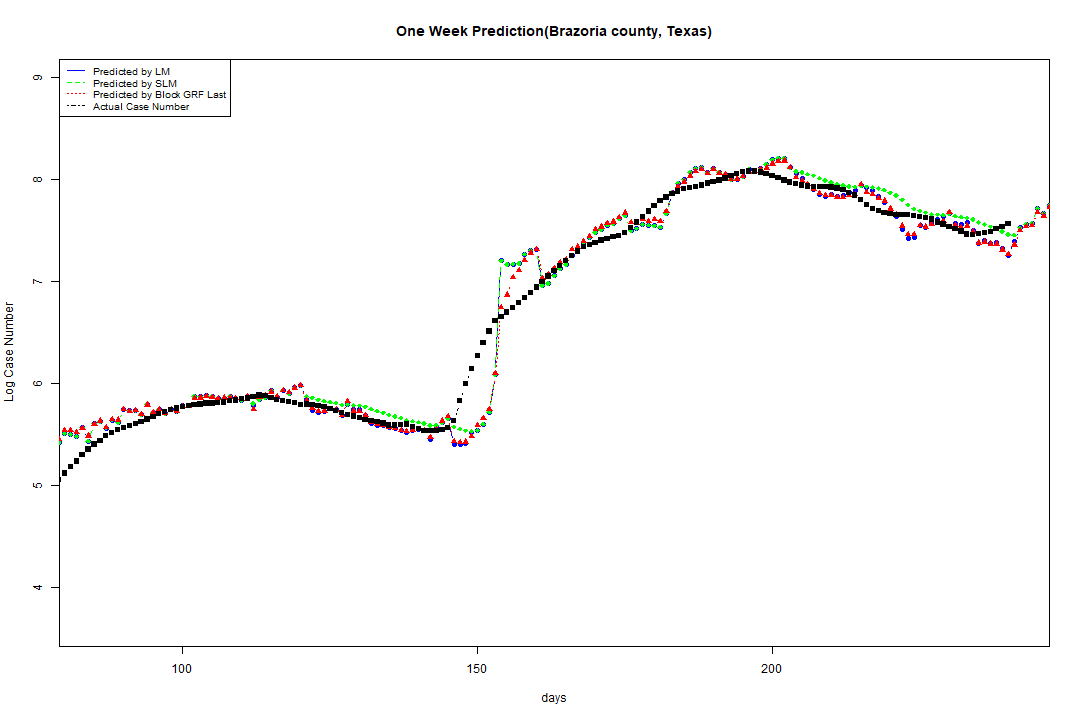 One Week Prediction(Brazoria county, Texas)
Predicted by LM
Predicted by SLM
Predicted by Block GRF Last
Actual Case Number
9
8
7
6
5
4
Log Case Number
100 150 200
days